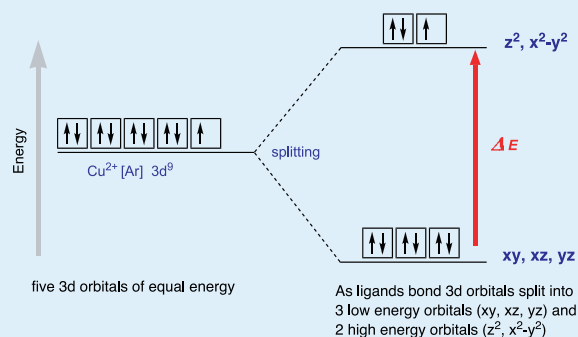 z², x²-y²
Energy
splitting
Cu²⁺ [Ar] 3d⁹
ΔE
xy, xz, yz
five 3d orbitals of equal energy
As ligands bond 3d orbitals split into
3 low energy orbitals (xy, xz, yz) and
2 high energy orbitals (z², x²-y²)